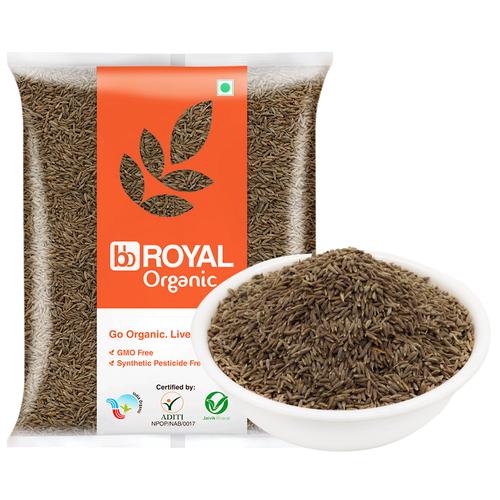 bb ROYAL
Organic
Go Organic. Live
GMO Free
Synthetic Pesticide Fre
Certified by:
ADITI
NPOP/NAB/0017
Jaivik Bharat